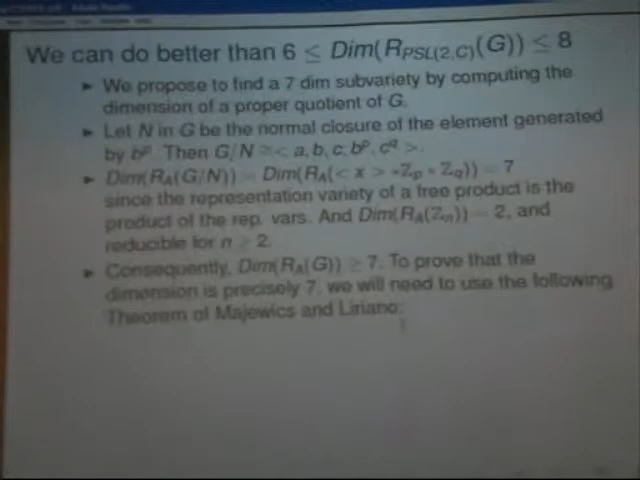 We can do better than 6 ≤ Dim(R_PSL(2,C)(G)) ≤ 8
► We propose to find a 7 dim subvariety by computing the
dimension of a proper quotient of G.
► Let N in G be the normal closure of the element generated
by b^p. Then G/N ≅< a, b, c; b^p, c^q >.
► Dim(R_A(G/N)) = Dim(R_A(< x > *Z_p * Z_q)) = 7
since the representation variety of a free product is the
product of the rep. vars. And Dim(R_A(Z_n)) = 2, and
reducible for n ≥ 2.
► Consequently, Dim(R_A(G)) ≥ 7. To prove that the
dimension is precisely 7, we will need to use the following
Theorem of Majewics and Liriano: